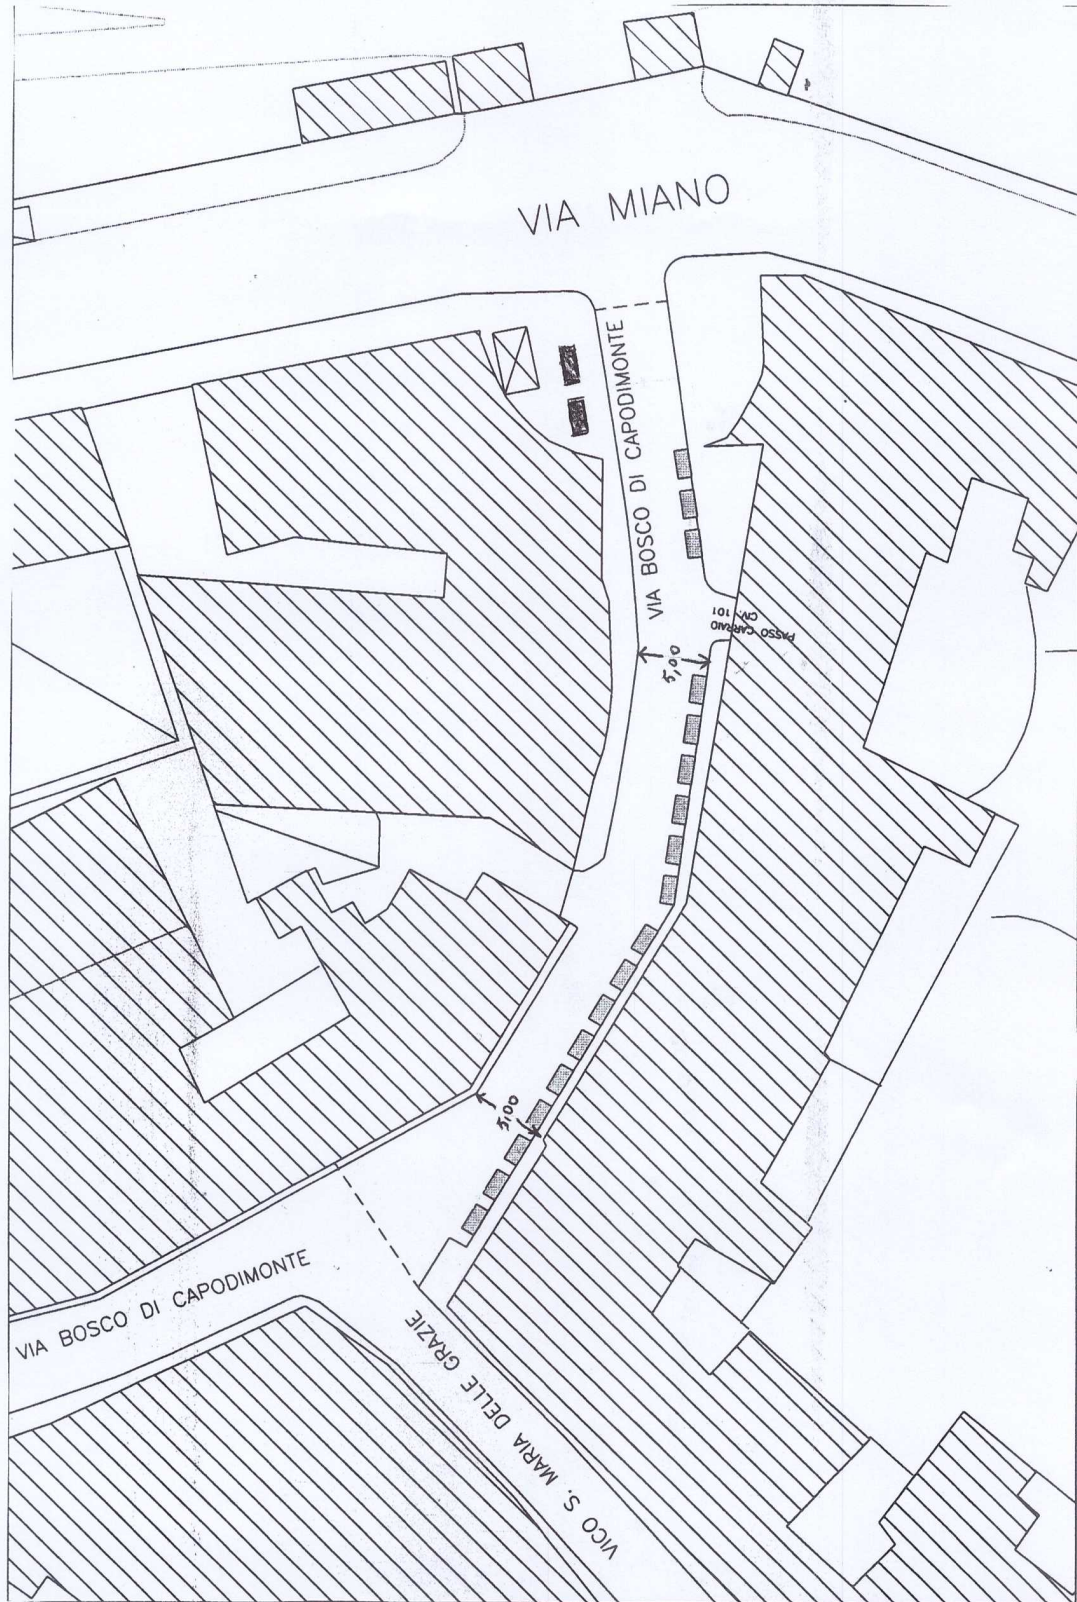 VIA MIANO
VIA BOSCO DI CAPODIMONTE
PASSO CARRAIO
CIV. 101
5,00
5,00
VIA BOSCO DI CAPODIMONTE
VICO S. MARIA DELLE GRAZIE